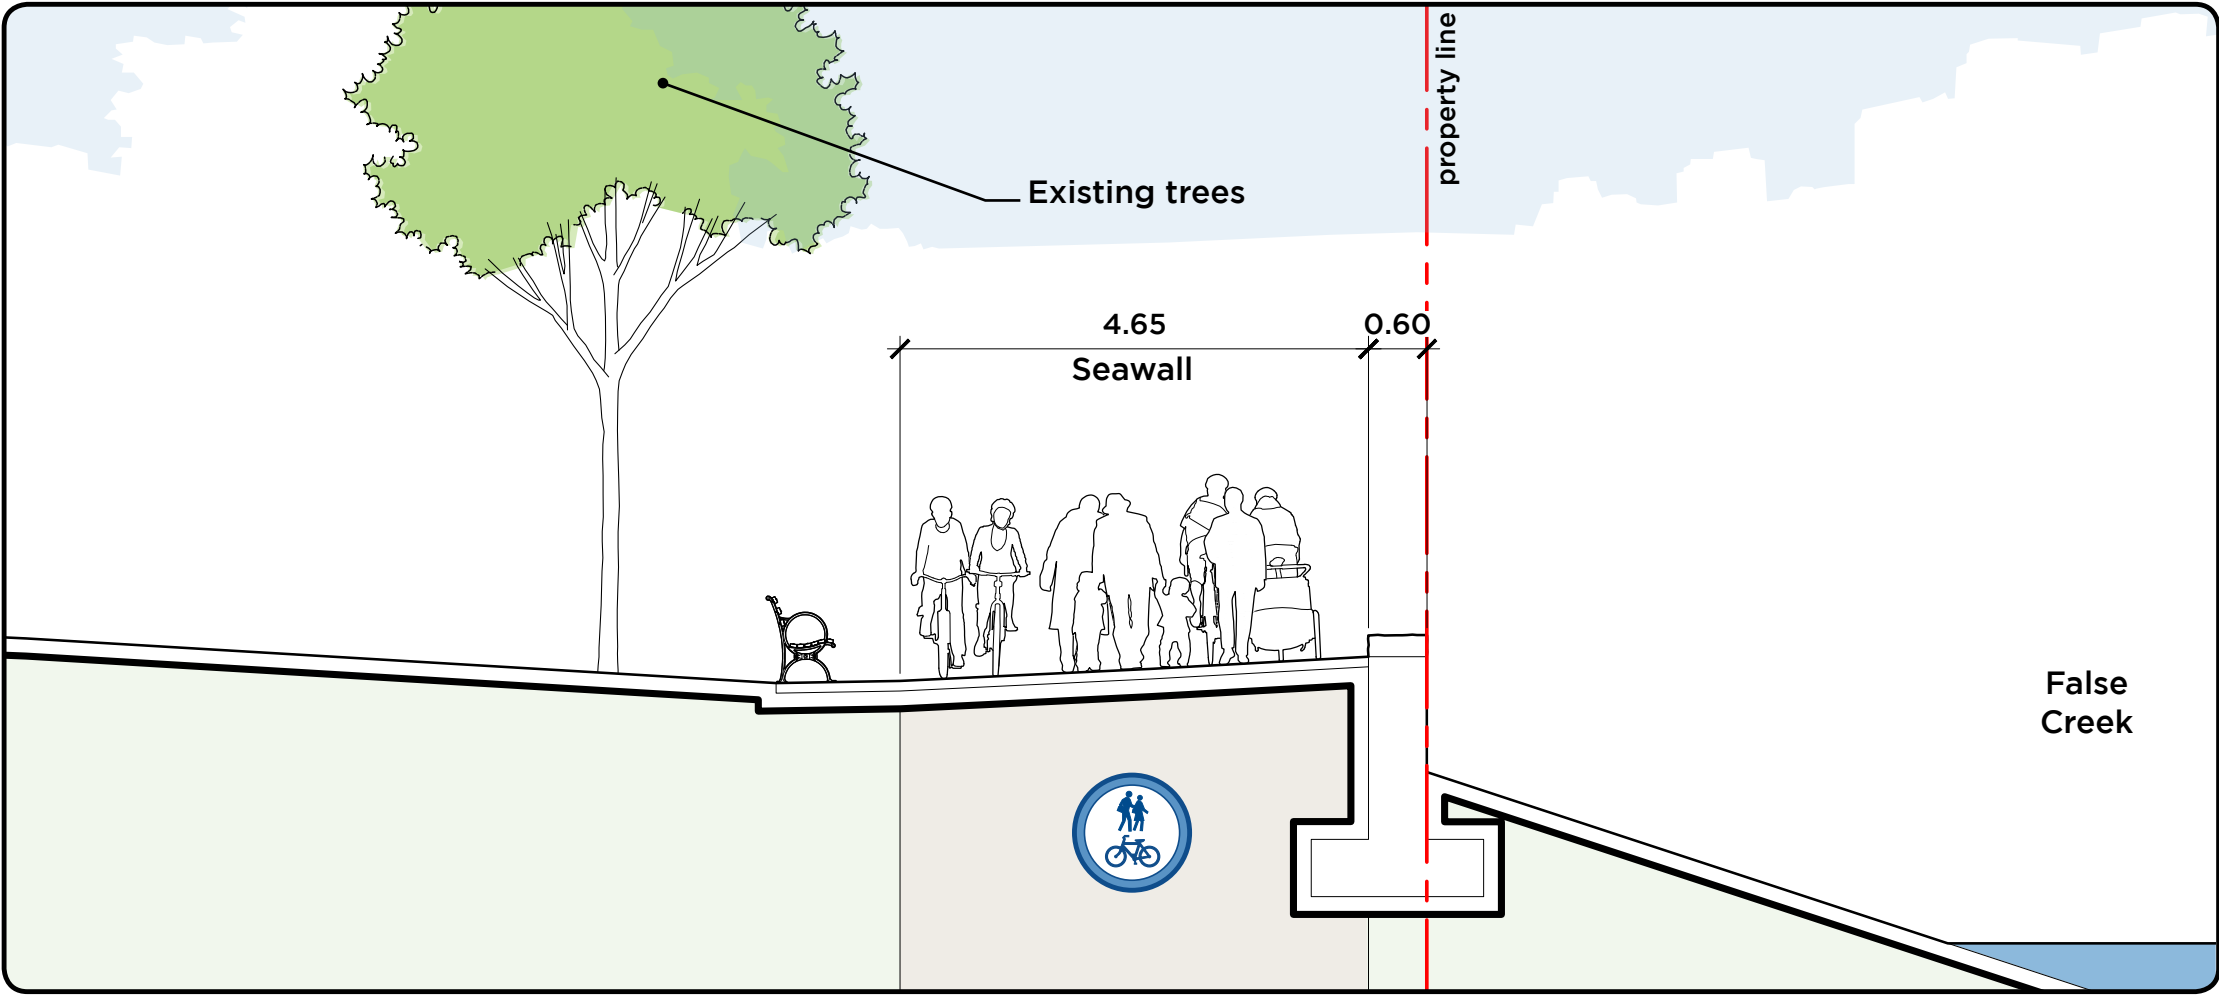 property line
Existing trees
4.65
0.60
Seawall
False
Creek